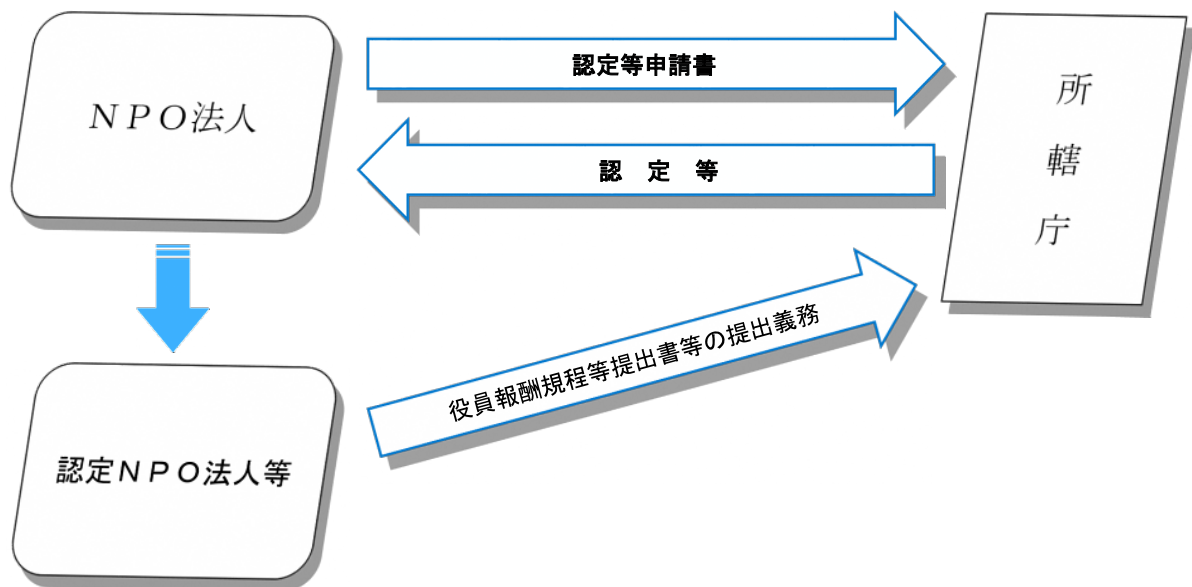 NPO法人
認定等申請書
認定等
所轄庁
役員報酬規程等提出書等の提出義務
認定NPO法人等